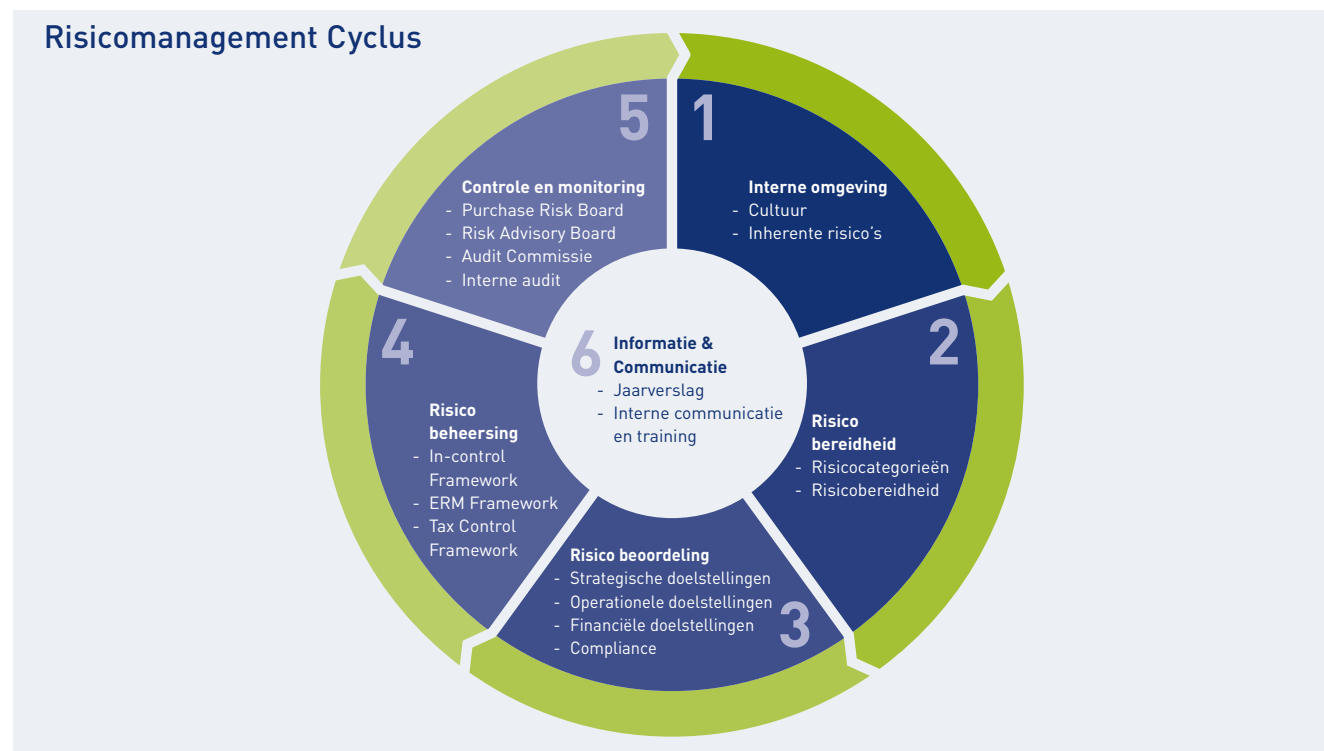 Risicomanagement Cyclus
1
Interne omgeving
- Cultuur
- Inherente risico's
2
Risico
bereidheid
- Risicocategorieën
- Risicobereidheid
3
Risico beoordeling
- Strategische doelstellingen
- Operationele doelstellingen
- Financiële doelstellingen
- Compliance
4
Risico
beheersing
- In-control
Framework
- ERM Framework
- Tax Control
Framework
5
Controle en monitoring
- Purchase Risk Board
- Risk Advisory Board
- Audit Commissie
- Interne audit
6
Informatie &
Communicatie
- Jaarverslag
- Interne communicatie
en training